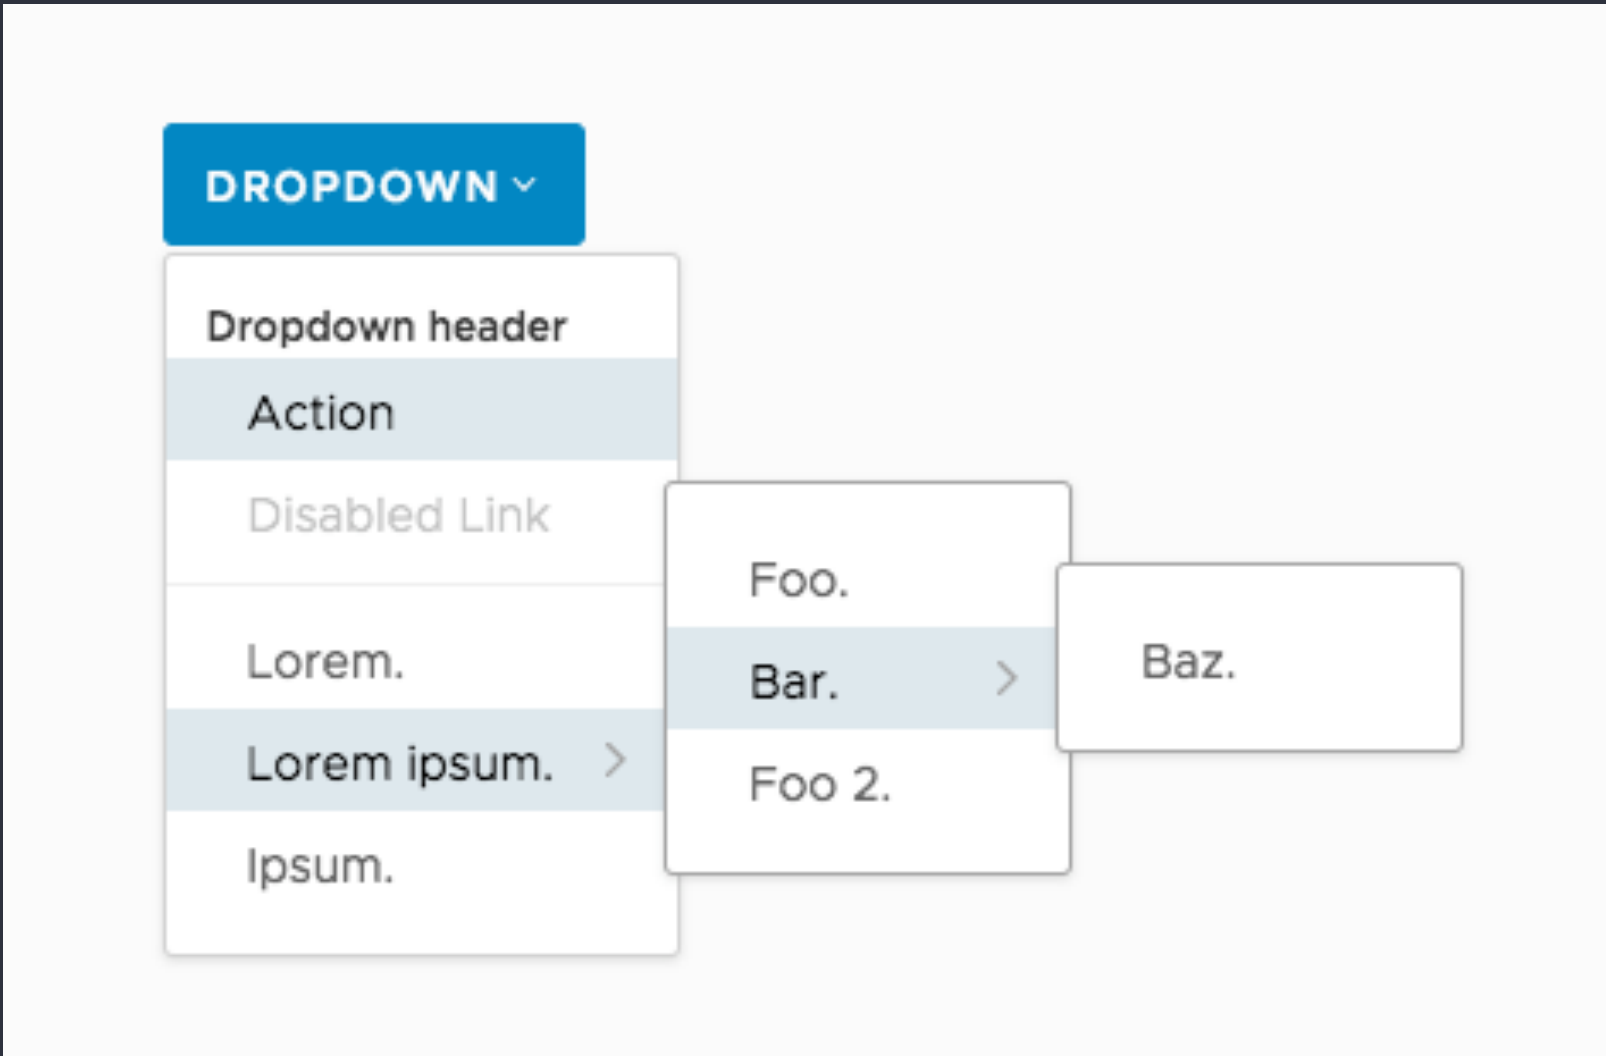 DROPDOWN
Dropdown header
Action
Disabled Link
Lorem.
Lorem ipsum.
Ipsum.
Foo.
Bar.
Foo 2.
Baz.